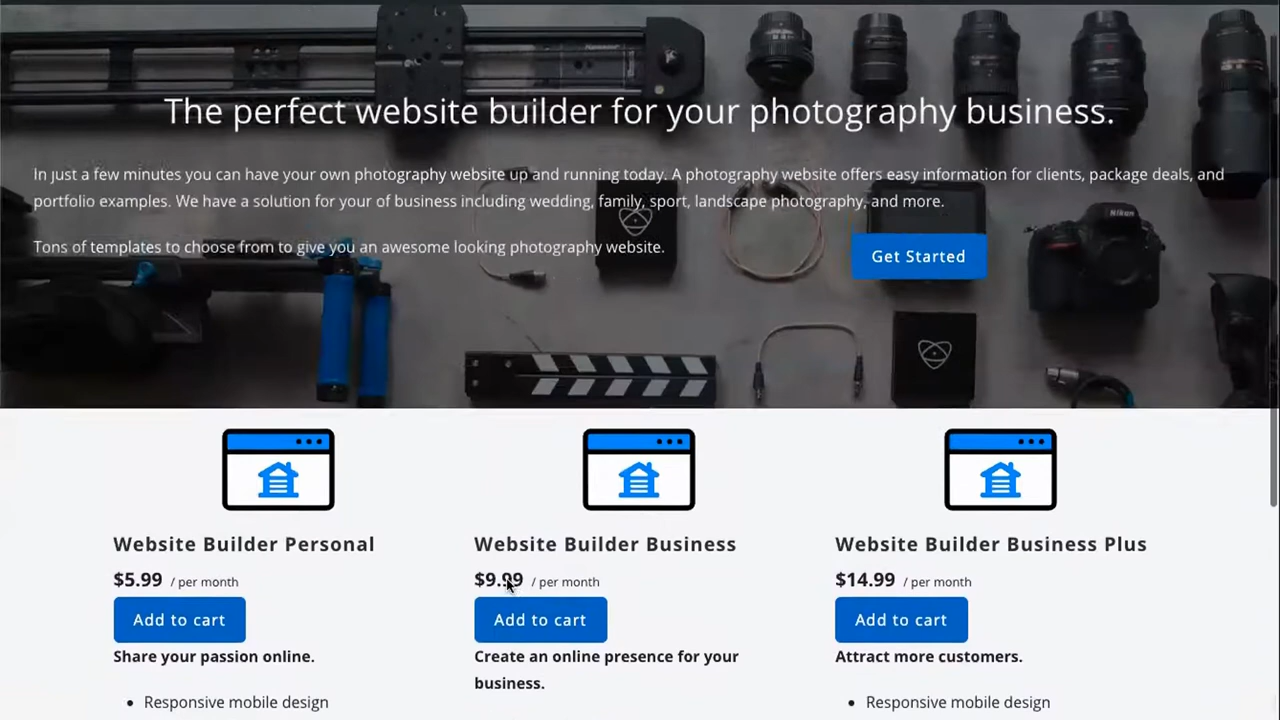 The perfect website builder for your photography business.
In just a few minutes you can have your own photography website up and running today. A photography website offers easy information for clients, package deals, and
portfolio examples. We have a solution for your of business including wedding, family, sport, landscape photography, and more.
Tons of templates to choose from to give you an awesome looking photography website.
Get Started
Nikon
Website Builder Personal
$5.99 / per month
Add to cart
Share your passion online.
• Responsive mobile design
Website Builder Business
$9.99 / per month
Add to cart
Create an online presence for your
business.
Website Builder Business Plus
$14.99 / per month
Add to cart
Attract more customers.
• Responsive mobile design